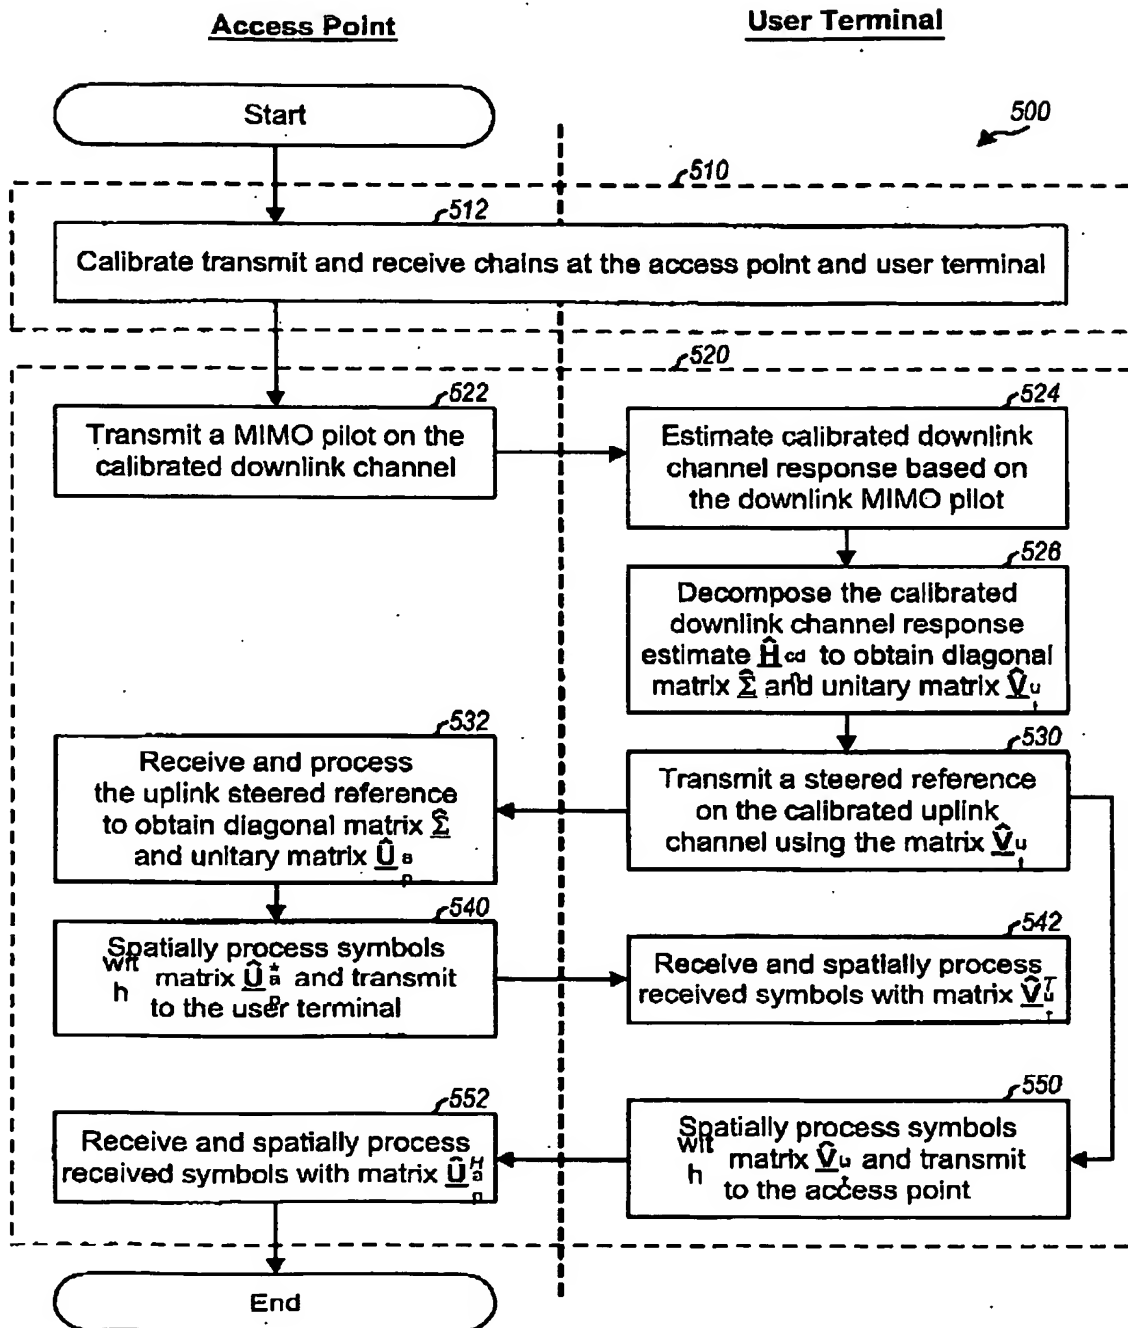 Access Point
User Terminal
Start
500
510
512
Calibrate transmit and receive chains at the access point and user terminal
520
522
Transmit a MIMO pilot on the
calibrated downlink channel
524
Estimate calibrated downlink
channel response based on
the downlink MIMO pilot
526
Decompose the calibrated
downlink channel response
estimate Ĥcd to obtain diagonal
matrix Σ̂ and unitary matrix V̂ut
532
Receive and process
the uplink steered reference
to obtain diagonal matrix Σ̂
and unitary matrix Ûap
530
Transmit a steered reference
on the calibrated uplink
channel using the matrix V̂ut
540
Spatially process symbols
with matrix Û*ap and transmit
to the user terminal
542
Receive and spatially process
received symbols with matrix V̂Tut
550
Spatially process symbols
with matrix V̂ut and transmit
to the access point
552
Receive and spatially process
received symbols with matrix ÛHap
End